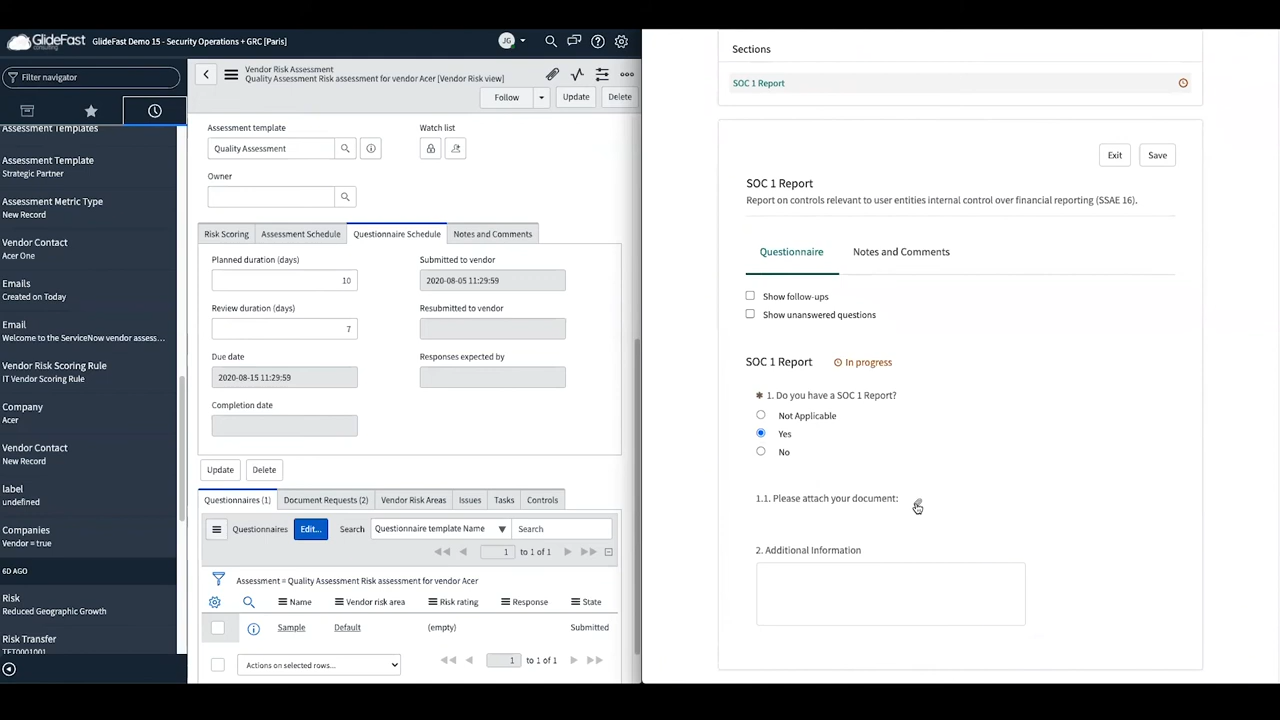 GlideFast
consulting
GlideFast Demo 15 - Security Operations + GRC [Paris]
JG
Filter navigator
Assessment Templates
Assessment Template
Strategic Partner
Assessment Metric Type
New Record
Vendor Contact
Acer One
Emails
Created on Today
Email
Welcome to the ServiceNow vendor assess...
Vendor Risk Scoring Rule
IT Vendor Scoring Rule
Company
Acer
Vendor Contact
New Record
label
undefined
Companies
Vendor = true
6D AGO
Risk
Reduced Geographic Growth
Risk Transfer
TFT0001001
Vendor Risk Assessment
Quality Assessment Risk assessment for vendor Acer [Vendor Risk view]
Follow Update Delete
Assessment template Watch list
Quality Assessment
Owner
Risk Scoring Assessment Schedule Questionnaire Schedule Notes and Comments
Planned duration (days) Submitted to vendor
10 2020-08-05 11:29:59
Review duration (days) Resubmitted to vendor
7
Due date Responses expected by
2020-08-15 11:29:59
Completion date
Update Delete
Questionnaires (1) Document Requests (2) Vendor Risk Areas Issues Tasks Controls
Questionnaires Edit... Search Questionnaire template Name Search
1 to 1 of 1
Assessment = Quality Assessment Risk assessment for vendor Acer
Name Vendor risk area Risk rating Response State
Sample Default (empty) Submitted
Actions on selected rows... 1 to 1 of 1
Sections
SOC 1 Report
Exit Save
SOC 1 Report
Report on controls relevant to user entities internal control over financial reporting (SSAE 16).
Questionnaire Notes and Comments
Show follow-ups
Show unanswered questions
SOC 1 Report In progress
1. Do you have a SOC 1 Report?
Not Applicable
Yes
No
1.1. Please attach your document:
2. Additional Information